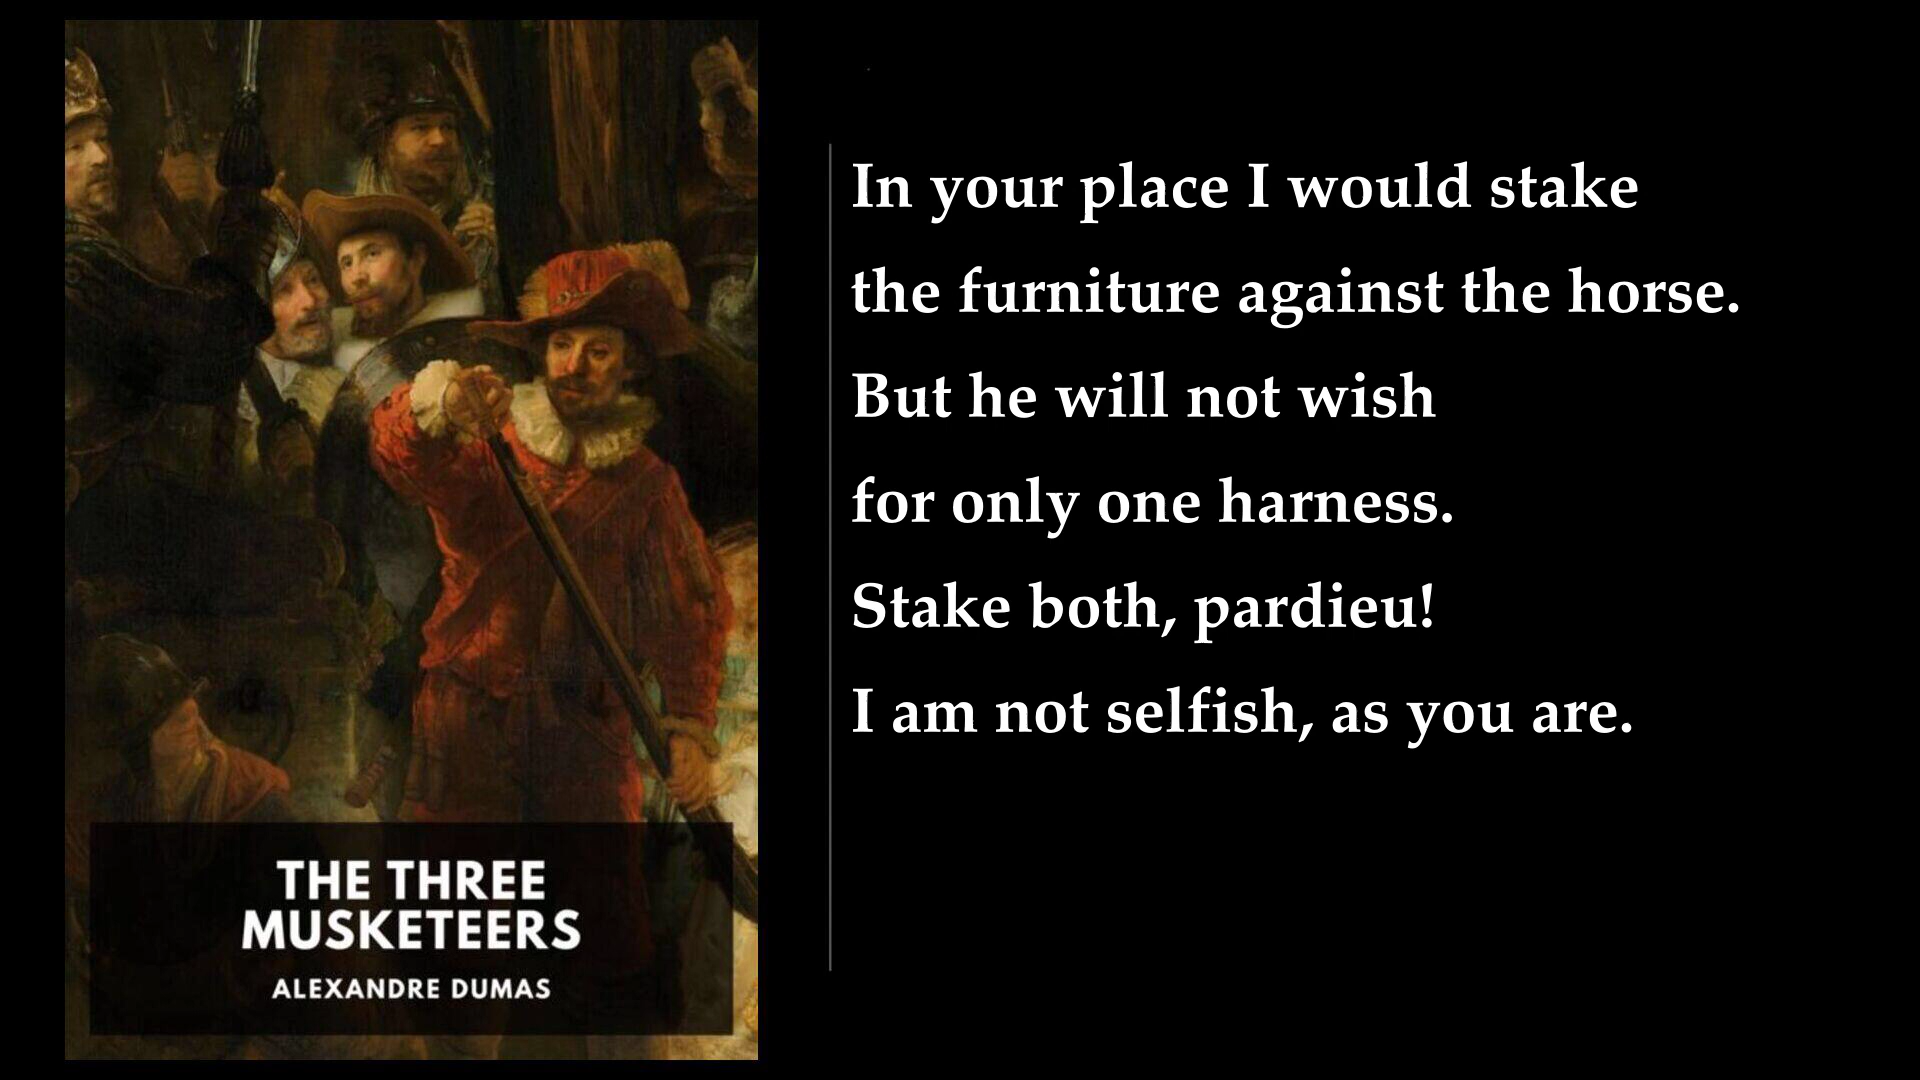 THE THREE
MUSKETEERS
ALEXANDRE DUMAS
In your place I would stake
the furniture against the horse.
But he will not wish
for only one harness.
Stake both, pardieu!
I am not selfish, as you are.